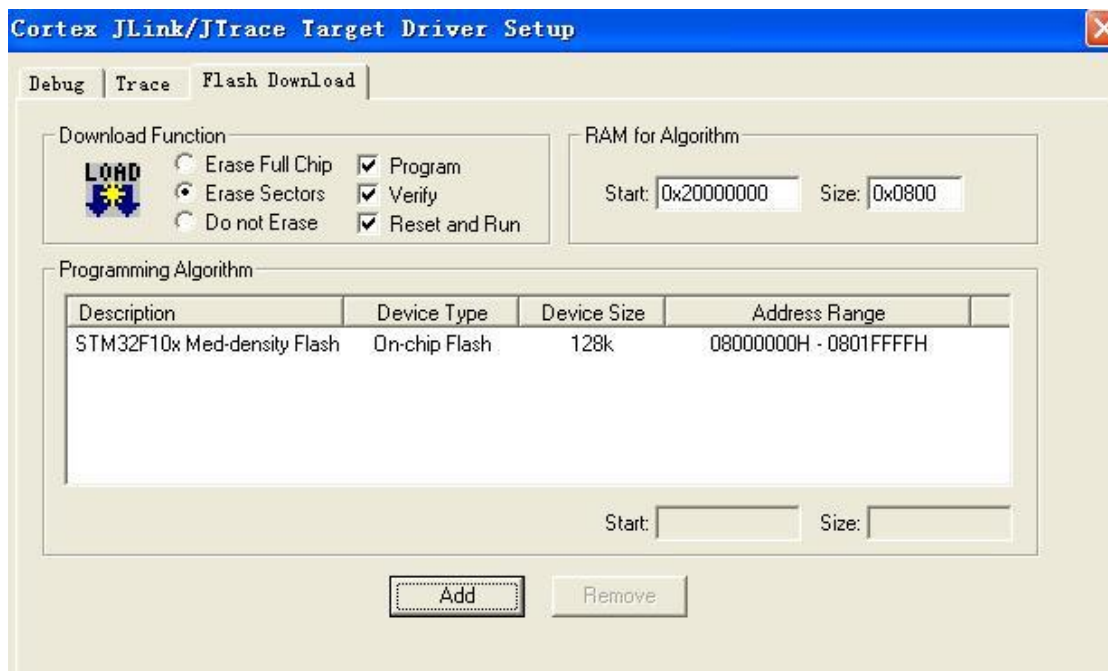 Cortex JLink/JTrace Target Driver Setup
Debug Trace Flash Download
Download Function
LOAD
Erase Full Chip
Erase Sectors
Do not Erase
Program
Verify
Reset and Run
RAM for Algorithm
Start: 0x20000000 Size: 0x0800
Programming Algorithm
Description Device Type Device Size Address Range
STM32F10x Med-density Flash On-chip Flash 128k 08000000H - 0801FFFFH
Start: Size:
Add Remove